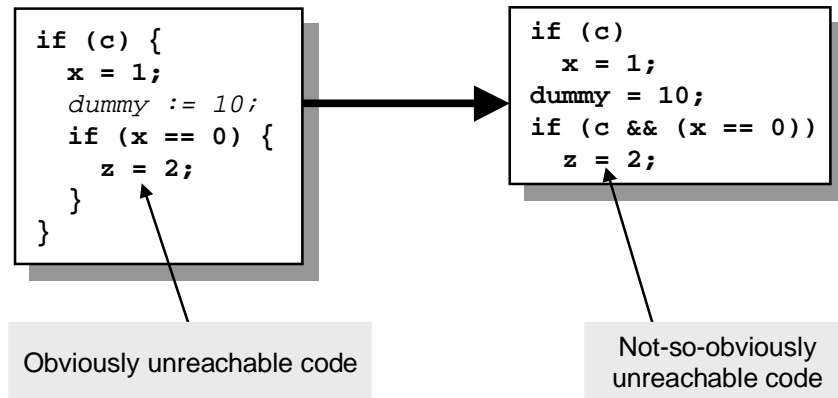 if (c) {
x = 1;
dummy := 10;
if (x == 0) {
z = 2;
}
}
if (c)
x = 1;
dummy = 10;
if (c && (x == 0))
z = 2;
Obviously unreachable code
Not-so-obviously
unreachable code